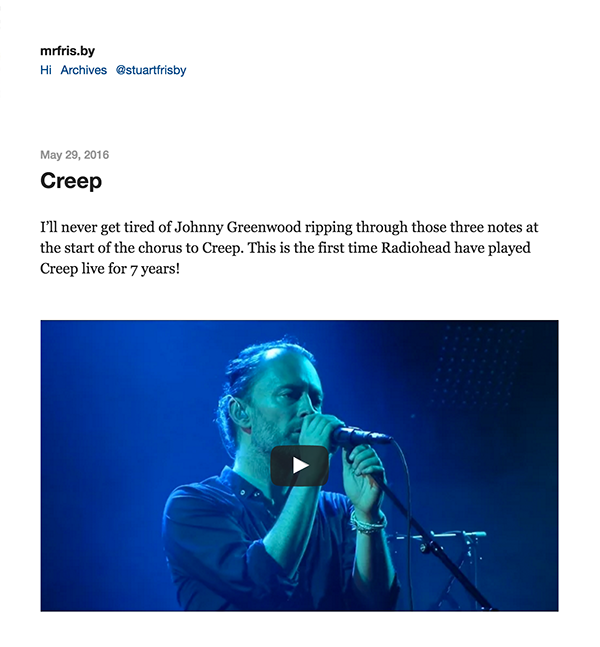 mrfris.by
Hi Archives @stuartfrisby
May 29, 2016
Creep
I’ll never get tired of Johnny Greenwood ripping through those three notes at
the start of the chorus to Creep. This is the first time Radiohead have played
Creep live for 7 years!